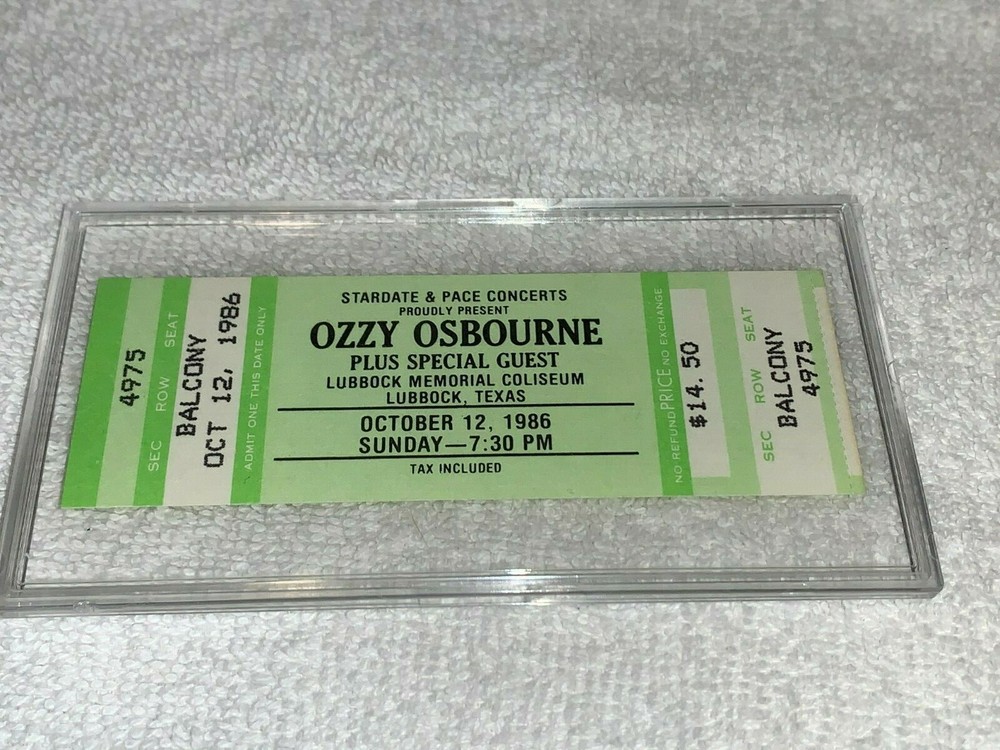 4975
SEC ROW SEAT
BALCONY
OCT 12, 1986
ADMIT ONE THIS DATE ONLY
STARDATE & PACE CONCERTS
PROUDLY PRESENT
OZZY OSBOURNE
PLUS SPECIAL GUEST
LUBBOCK MEMORIAL COLISEUM
LUBBOCK, TEXAS
OCTOBER 12, 1986
SUNDAY—7:30 PM
TAX INCLUDED
NO REFUND PRICE NO EXCHANGE
$14.50
SEC ROW SEAT
BALCONY
4975